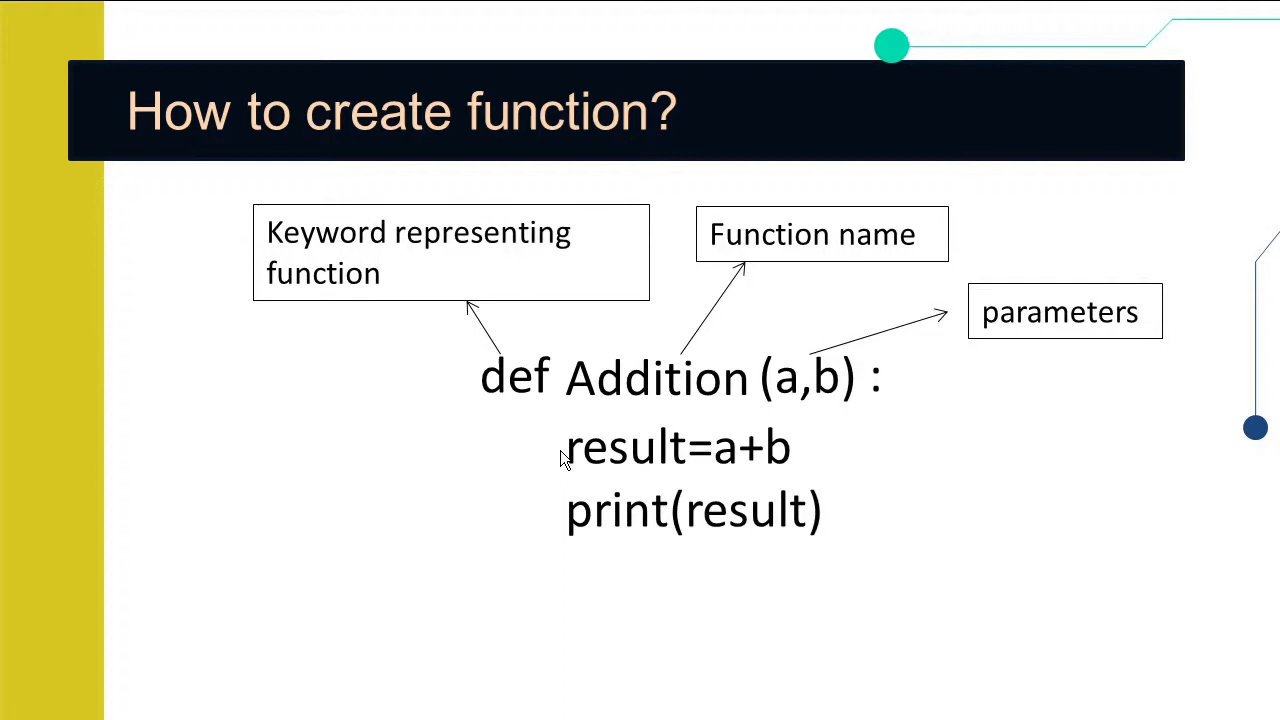 How to create function?
Keyword representing
function
Function name
parameters
def Addition (a,b) :
result=a+b
print(result)